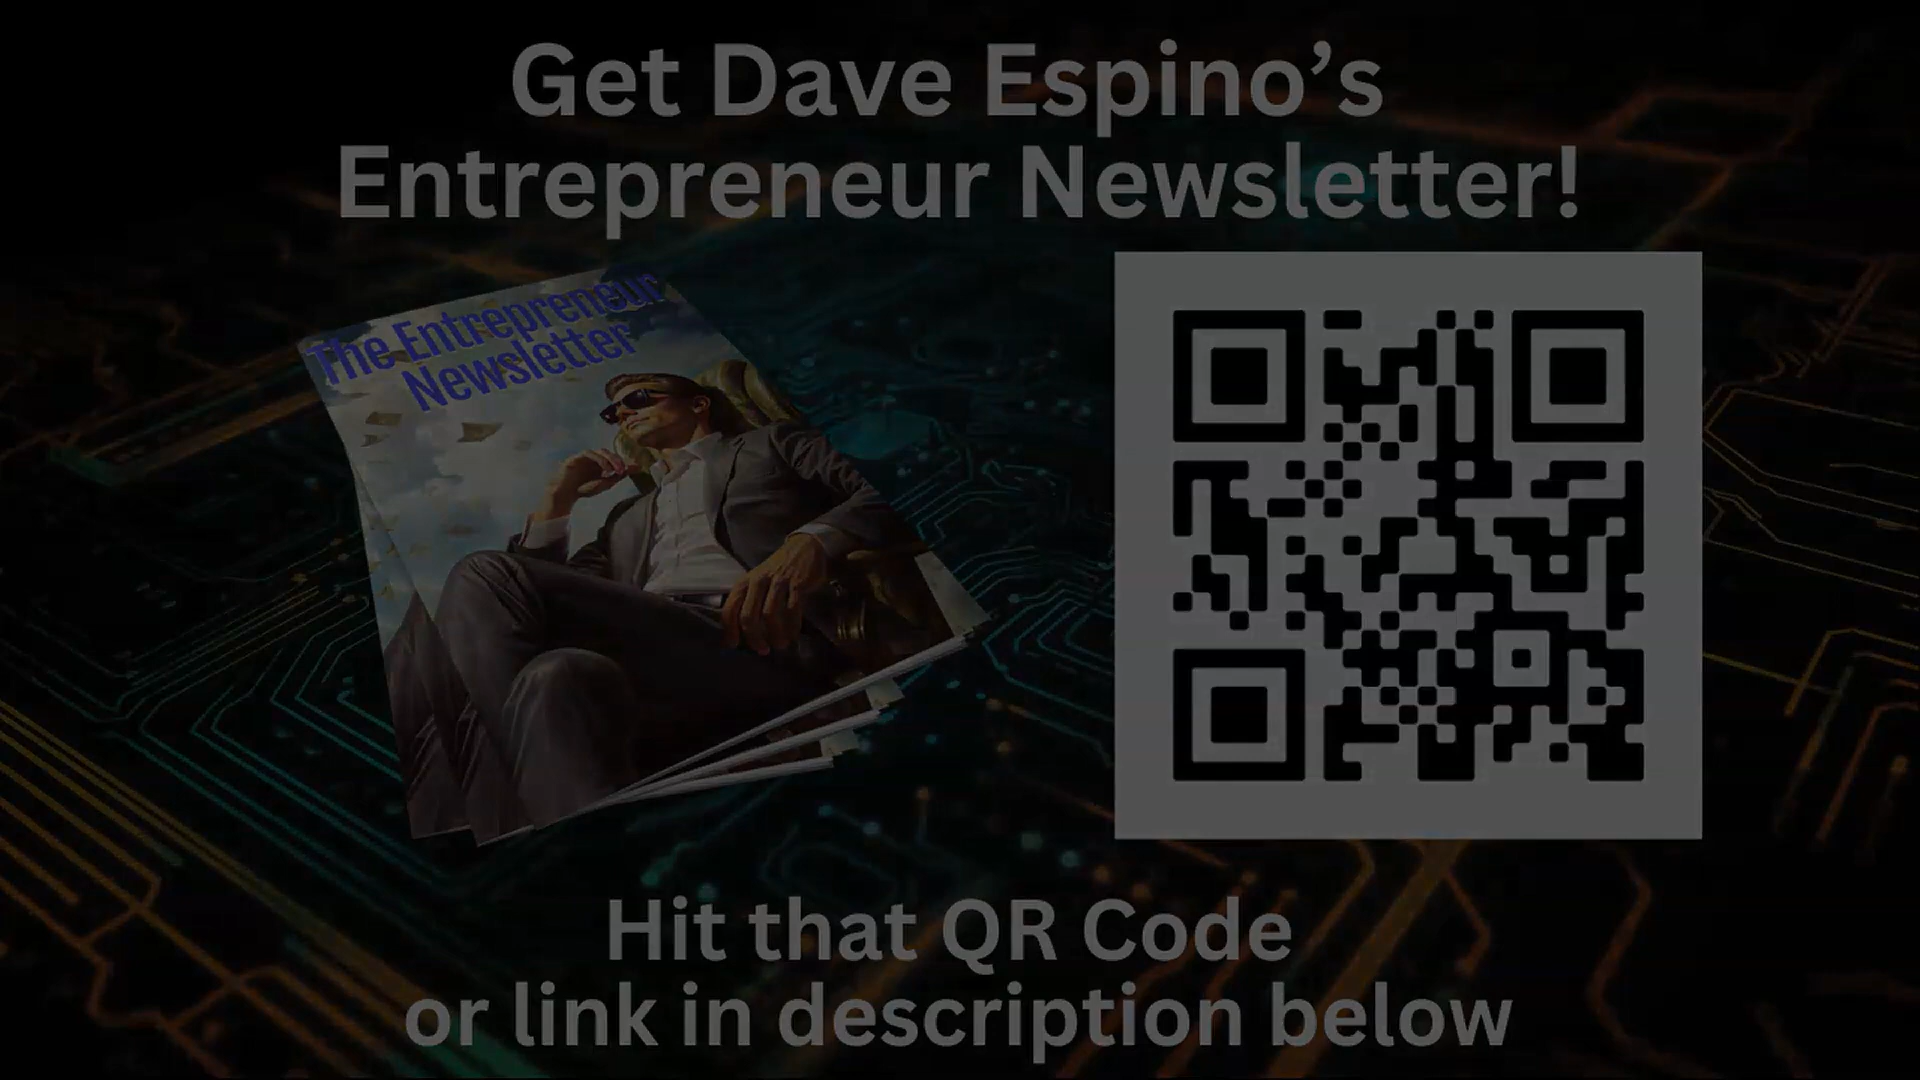 Get Dave Espino’s
Entrepreneur Newsletter!
The Entrepreneur
Newsletter
Hit that QR Code
or link in description below